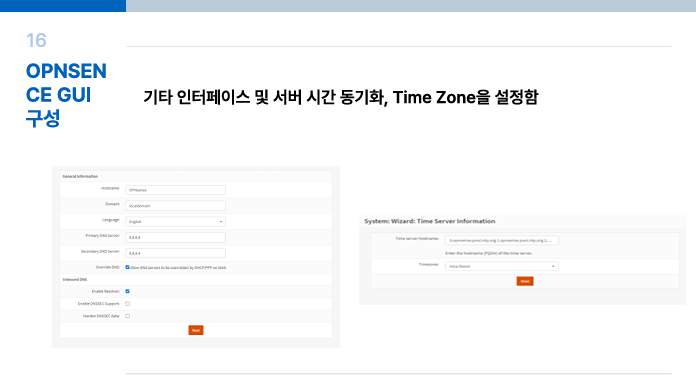 16
OPNSEN
CE GUI
구성
기타 인터페이스 및 서버 시간 동기화, Time Zone을 설정함
General Information
Hostname: OPNsense
Domain: localdomain
Language: English
Primary DNS Server: 8.8.8.8
Secondary DNS Server: 8.8.4.4
Override DNS: Allow DNS servers to be overridden by DHCP/PPP on WAN
Unbound DNS
Enable Resolver:
Enable DNSSEC Support:
Harden DNSSEC data:
Next
System: Wizard: Time Server Information
Time server hostname: 0.opnsense.pool.ntp.org 1.opnsense.pool.ntp.org 2....
Enter the hostname (FQDN) of the time server.
Timezone: Asia/Seoul
Next